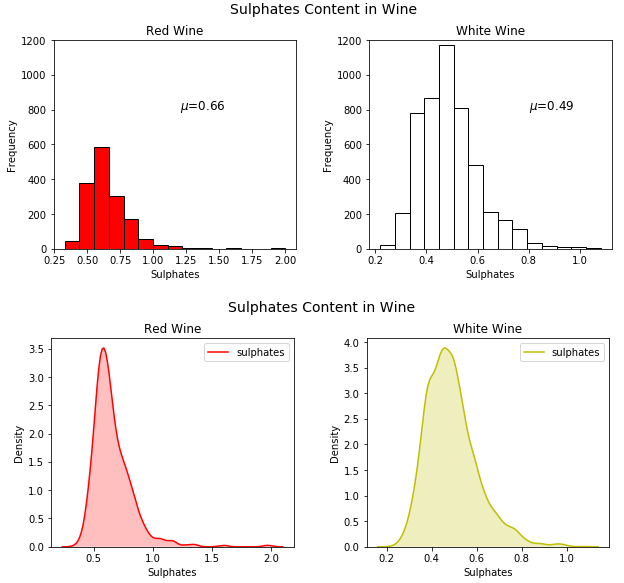 Sulphates Content in Wine
Red Wine
1200
1000
800
600
400
200
0
Frequency
μ=0.66
0.25 0.50 0.75 1.00 1.25 1.50 1.75 2.00
Sulphates
White Wine
1200
1000
800
600
400
200
0
Frequency
μ=0.49
0.2 0.4 0.6 0.8 1.0
Sulphates
Sulphates Content in Wine
Red Wine
sulphates
3.5
3.0
2.5
2.0
1.5
1.0
0.5
0.0
Density
0.5 1.0 1.5 2.0
Sulphates
White Wine
sulphates
4.0
3.5
3.0
2.5
2.0
1.5
1.0
0.5
0.0
Density
0.2 0.4 0.6 0.8 1.0
Sulphates